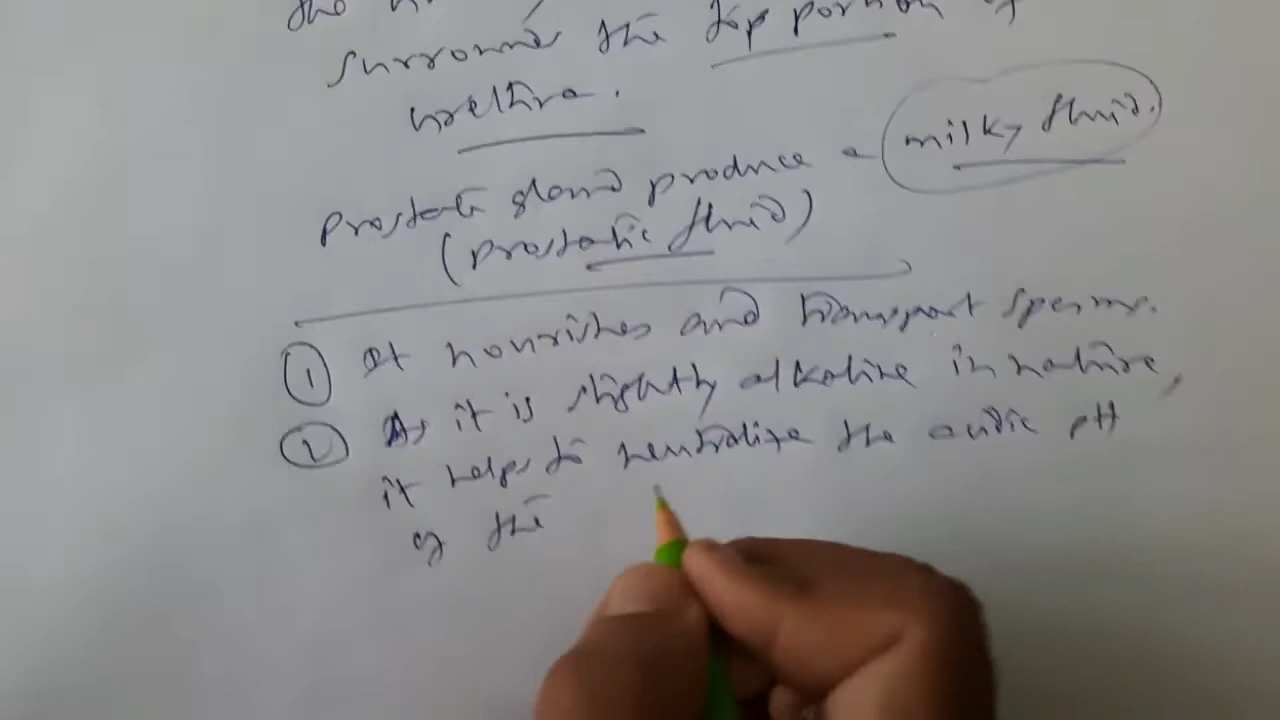 the
surround the top portion of
urethra.
Prostate gland produce a milky fluid.
(prostatic fluid)
① It nourishes and transport sperms.
② As it is slightly alkaline in nature,
it helps to neutralize the acidic pH
of the